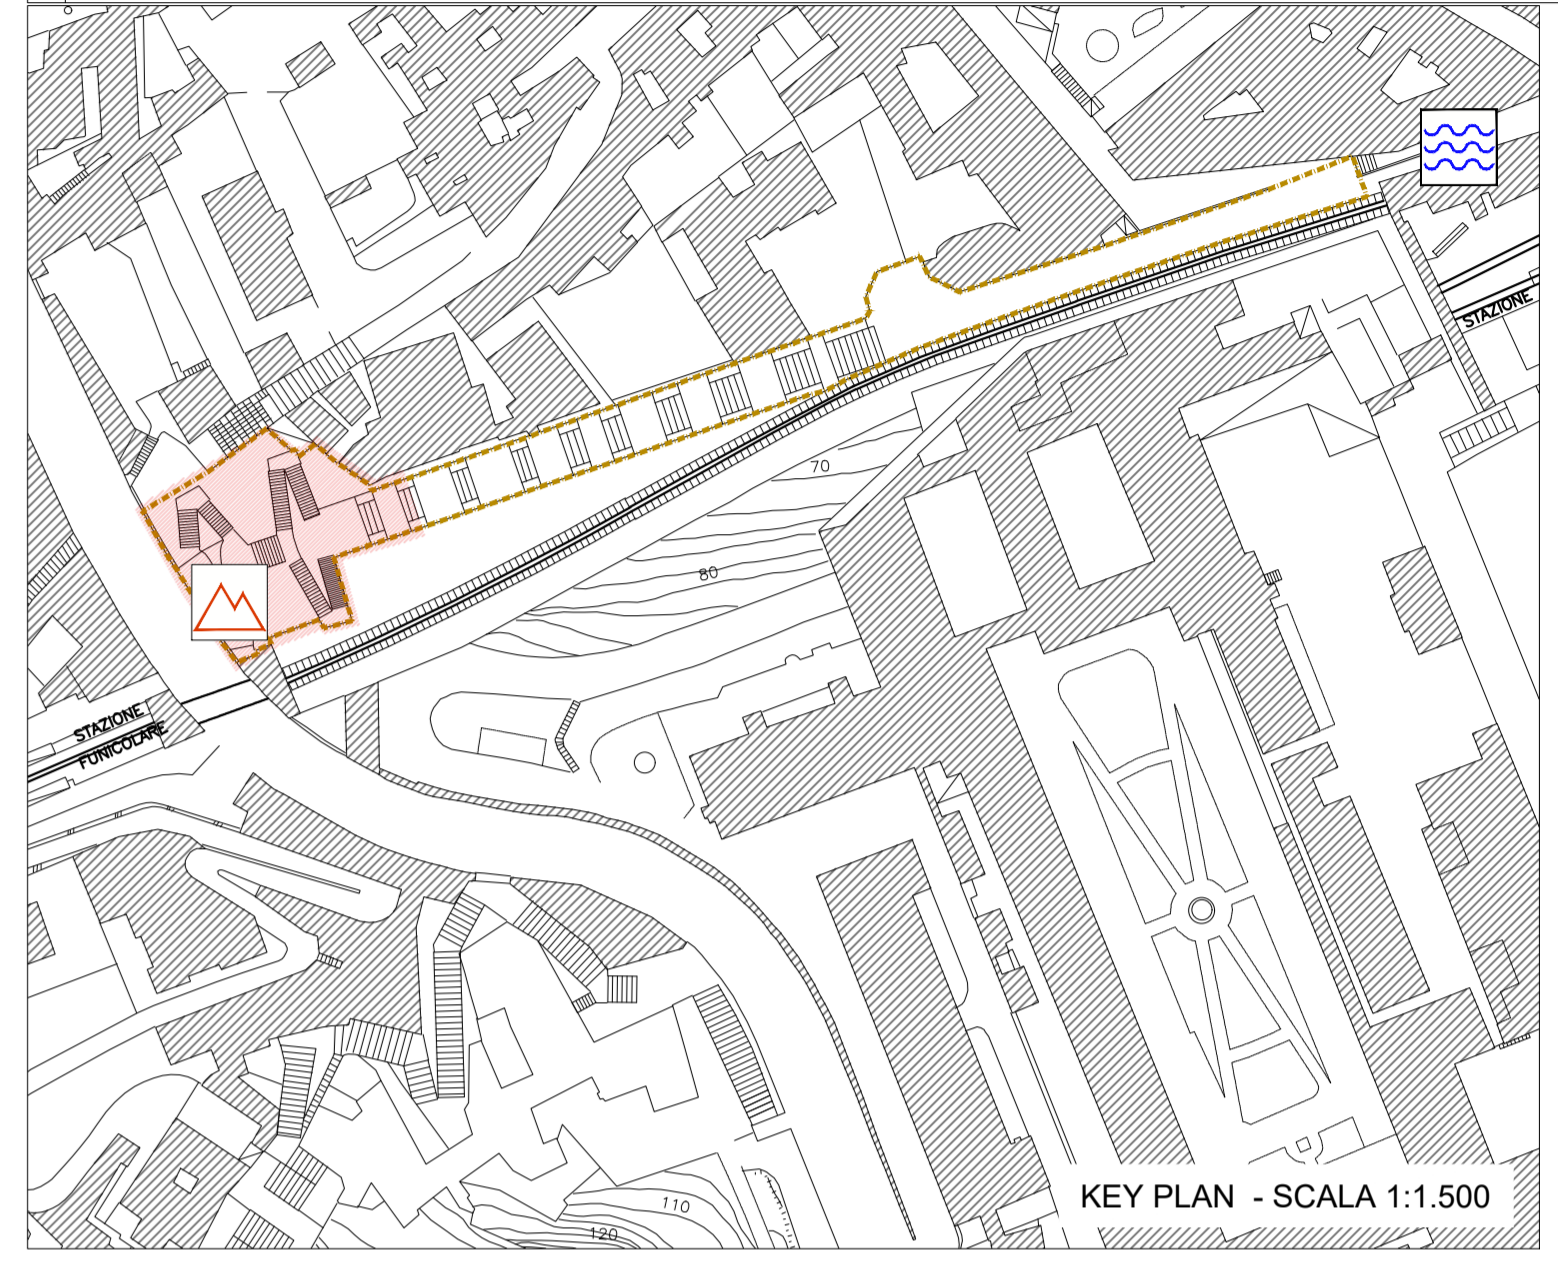 STAZIONE
70
80
STAZIONE
FUNICOLARE
KEY PLAN - SCALA 1:1.500
110
120